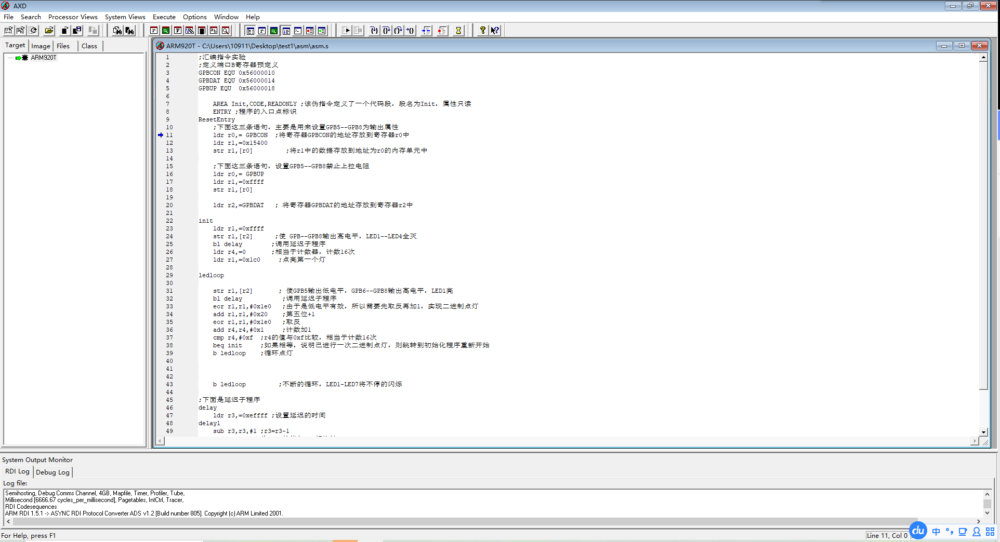 AXD
File Search Processor Views System Views Execute Options Window Help
Target Image Files Class
ARM920T
ARM920T - C:\Users\10911\Desktop\test1\asm\asm.s
1 ;汇编指令实验
2 ;定义端口B寄存器预定义
3 GPBCON EQU 0x56000010
4 GPBDAT EQU 0x56000014
5 GPBUP EQU  0x56000018
6
7 AREA Init,CODE,READONLY ;该伪指令定义了一个代码段，段名为Init，属性只读
8 ENTRY ;程序的入口点标识
9 ResetEntry
10 ;下面这三条语句，主要是用来设置GPB5--GPB8为输出属性
11 ldr r0,= GPBCON  ;将寄存器GPBCON的地址存放到寄存器r0中
12 ldr r1,=0x15400
13 str r1,[r0]         ;将r1中的数据存放到地址为r0的内存单元中
14
15 ;下面这三条语句，设置GPB5--GPB8禁止上拉电阻
16 ldr r0,= GPBUP
17 ldr r1,=0xffff
18 str r1,[r0]
19
20 ldr r2,=GPBDAT   ; 将寄存器GPBDAT的地址存放到寄存器r2中
21
22 init
23 ldr r1,=0xffff
24 str r1,[r2]      ;使 GPB--GPB8输出高电平，LED1--LED4全灭
25 bl delay        ;调用延迟子程序
26 ldr r4,=0       ;相当于计数器，计数16次
27 ldr r1,=0x1c0     ;点亮第一个灯
28
29 ledloop
30
31 str r1,[r2]       ; 使GPB5输出低电平，GPB6--GPB8输出高电平，LED1亮
32 bl delay           ;调用延迟子程序
33 eor r1,r1,#0x1e0   ;由于是低电平有效，所以需要先取反再加1，实现二进制点灯
34 add r1,r1,#0x20    ;第五位+1
35 eor r1,r1,#0x1e0   ;取反
36 add r4,r4,#0x1     ;计数加1
37 cmp r4,#0xf  ;r4的值与0xf比较，相当于计数16次
38 beq init     ;如果相等，说明已进行一次二进制点灯，则跳转到初始化程序重新开始
39 b ledloop    ;循环点灯
40
41
42
43 b ledloop         ;不断的循环，LED1-LED7将不停的闪烁
44
45 ;下面是延迟子程序
46 delay
47 ldr r3,=0xeffff ;设置延迟的时间
48 delay1
49 sub r3,r3,#1 ;r3=r3-1
System Output Monitor
RDI Log Debug Log
Log file:
Semihosting, Debug Comms Channel, 4GB, Mapfile, Timer, Profiler, Tube,
Millisecond [6666.67 cycles_per_millisecond], Pagetables, IntCtrl, Tracer,
RDI Codesequences
ARM RDI 1.5.1 -> ASYNC RDI Protocol Converter ADS v1.2 [Build number 805]. Copyright (c) ARM Limited 2001.
For Help, press F1
Line 11, Col 0
du 中